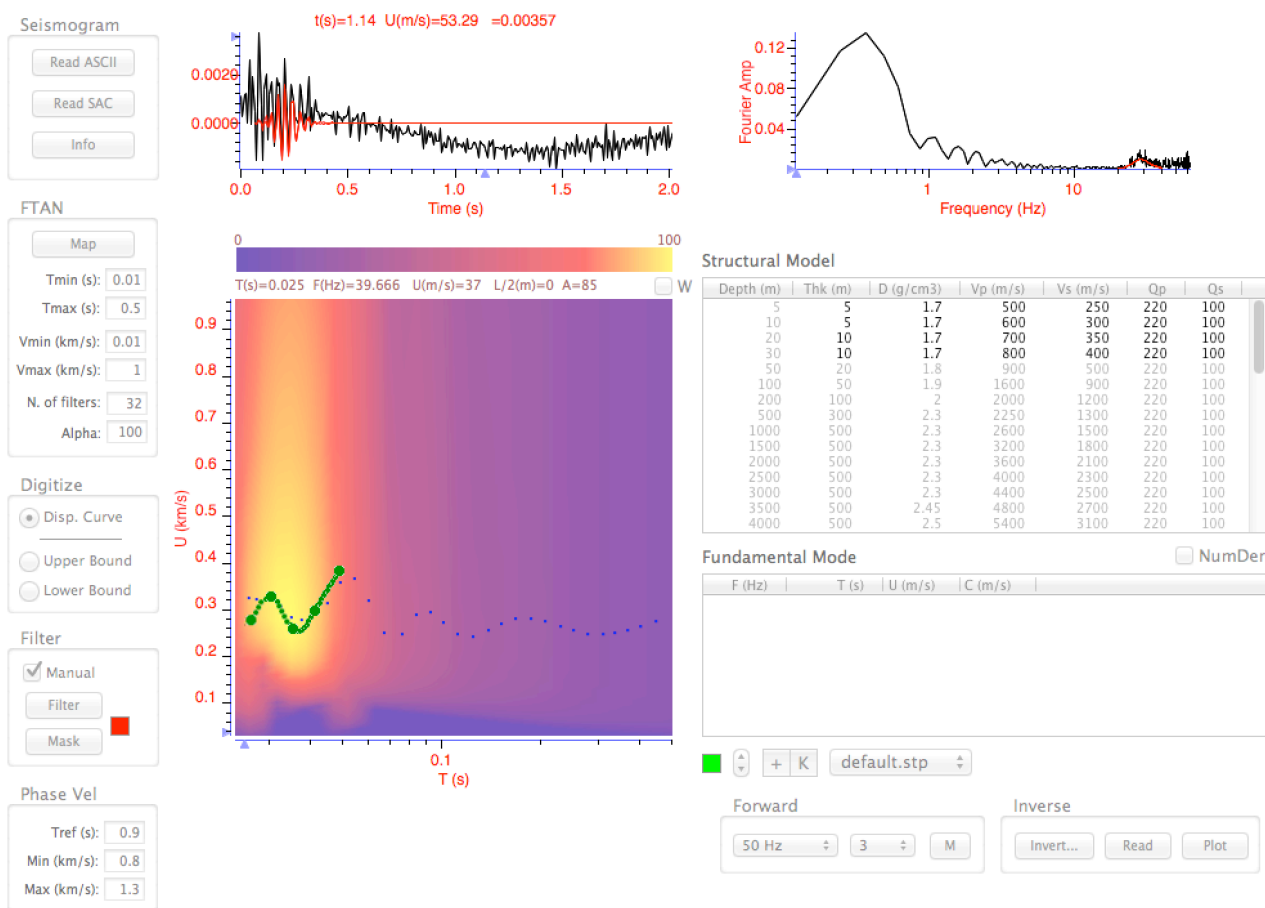 Seismogram
Read ASCII
Read SAC
Info
FTAN
Map
Tmin (s): 0.01
Tmax (s): 0.5
Vmin (km/s): 0.01
Vmax (km/s): 1
N. of filters: 32
Alpha: 100
Digitize
Disp. Curve
Upper Bound
Lower Bound
Filter
Manual
Filter
Mask
Phase Vel
Tref (s): 0.9
Min (km/s): 0.8
Max (km/s): 1.3
t(s)=1.14 U(m/s)=53.29 =0.00357
0.0020
0.0000
0.0 0.5 1.0 1.5 2.0
Time (s)
Fourier Amp
0.12
0.08
0.04
1 10
Frequency (Hz)
0 100
T(s)=0.025 F(Hz)=39.666 U(m/s)=37 L/2(m)=0 A=85
W
U (km/s)
0.9
0.8
0.7
0.6
0.5
0.4
0.3
0.2
0.1
0.1
T (s)
Structural Model
Depth (m) Thk (m) D (g/cm3) Vp (m/s) Vs (m/s) Qp Qs
5 5 1.7 500 250 220 100
10 5 1.7 600 300 220 100
20 10 1.7 700 350 220 100
30 10 1.7 800 400 220 100
50 20 1.8 900 500 220 100
100 50 1.9 1600 900 220 100
200 100 2 2000 1200 220 100
500 300 2.3 2250 1300 220 100
1000 500 2.3 2600 1500 220 100
1500 500 2.3 3200 1800 220 100
2000 500 2.3 3600 2100 220 100
2500 500 2.3 4000 2300 220 100
3000 500 2.3 4400 2500 220 100
3500 500 2.45 4800 2700 220 100
4000 500 2.5 5400 3100 220 100
Fundamental Mode
NumDer
F (Hz) T (s) U (m/s) C (m/s)
+ K default.stp
Forward
50 Hz 3 M
Inverse
Invert... Read Plot